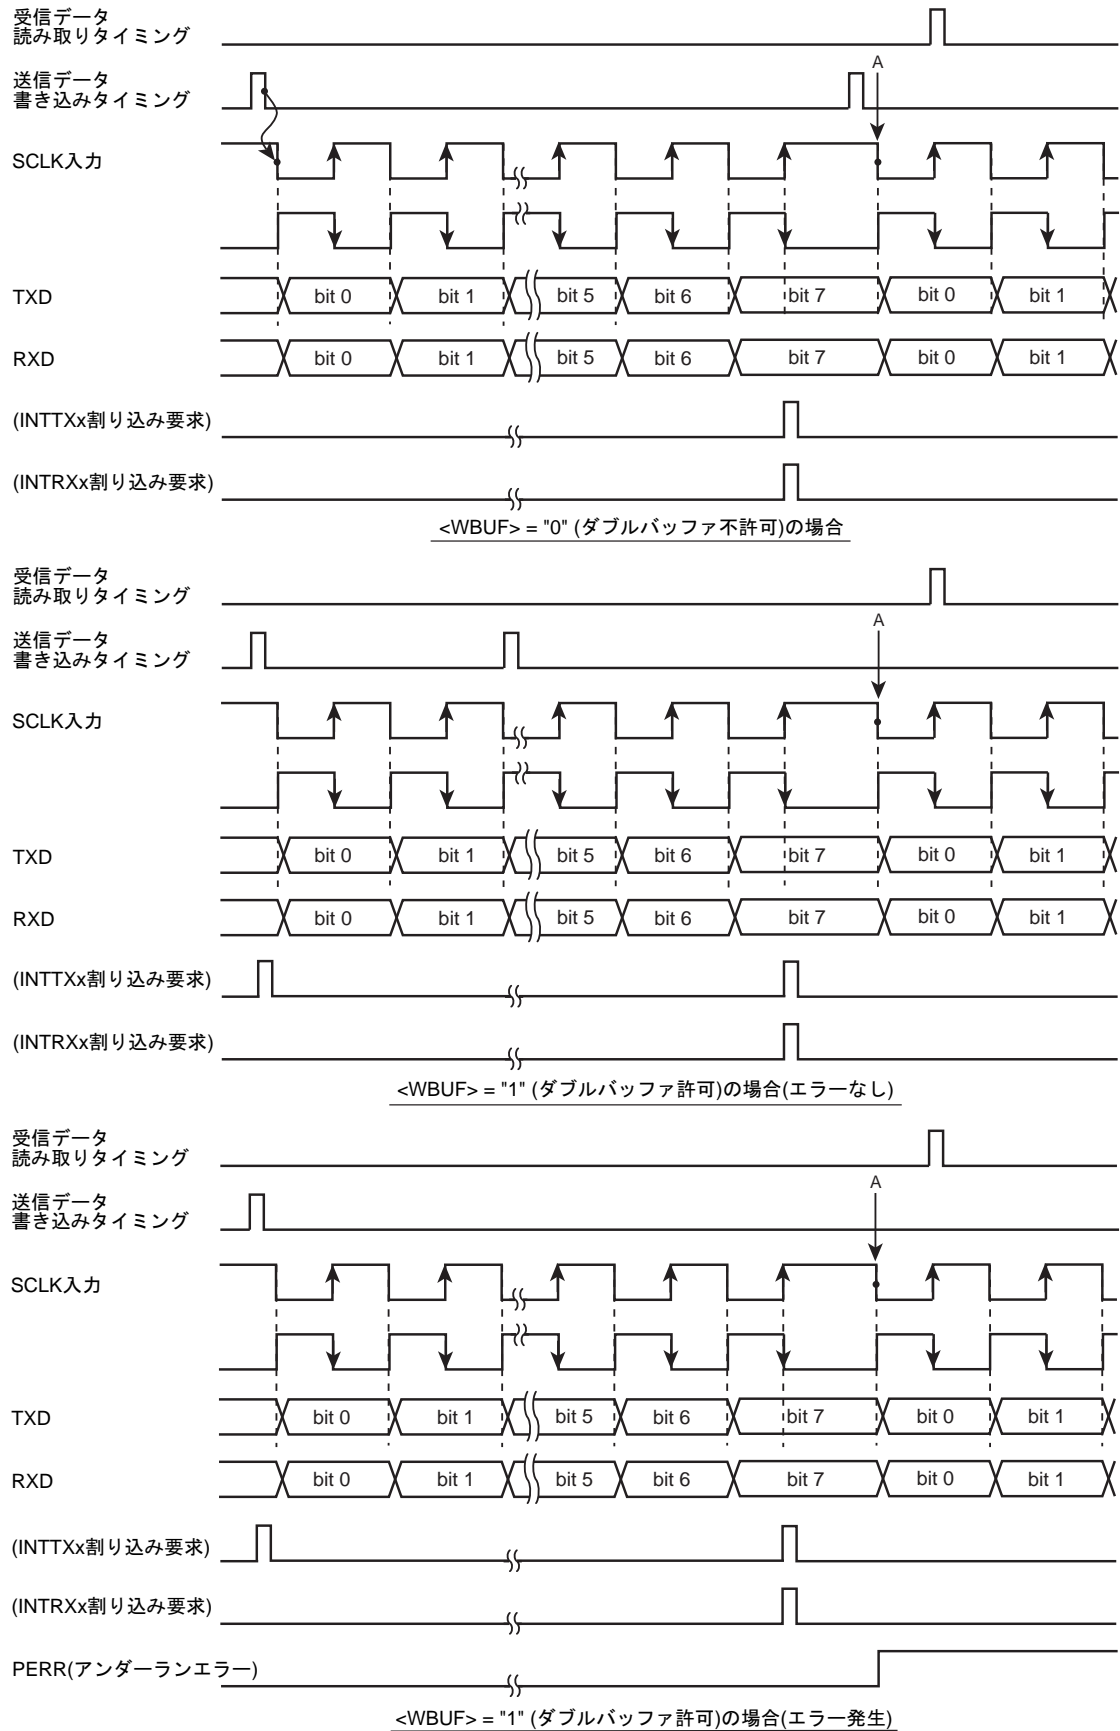 受信データ
読み取りタイミング
送信データ
書き込みタイミング
A
SCLK入力
TXD
bit 0
bit 1
bit 5
bit 6
bit 7
bit 0
bit 1
RXD
bit 0
bit 1
bit 5
bit 6
bit 7
bit 0
bit 1
(INTTXx割り込み要求)
(INTRXx割り込み要求)
<WBUF> = "0" (ダブルバッファ不許可)の場合
受信データ
読み取りタイミング
送信データ
書き込みタイミング
A
SCLK入力
TXD
bit 0
bit 1
bit 5
bit 6
bit 7
bit 0
bit 1
RXD
bit 0
bit 1
bit 5
bit 6
bit 7
bit 0
bit 1
(INTTXx割り込み要求)
(INTRXx割り込み要求)
<WBUF> = "1" (ダブルバッファ許可)の場合(エラーなし)
受信データ
読み取りタイミング
送信データ
書き込みタイミング
A
SCLK入力
TXD
bit 0
bit 1
bit 5
bit 6
bit 7
bit 0
bit 1
RXD
bit 0
bit 1
bit 5
bit 6
bit 7
bit 0
bit 1
(INTTXx割り込み要求)
(INTRXx割り込み要求)
PERR(アンダーランエラー)
<WBUF> = "1" (ダブルバッファ許可)の場合(エラー発生)